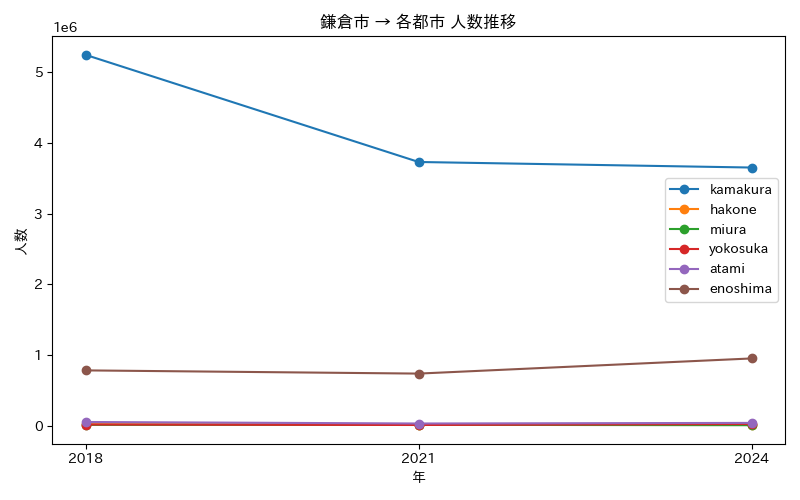 鎌倉市 → 各都市 人数推移
1e6
5
4
3
2
1
0
人数
2018
2021
2024
年
kamakura
hakone
miura
yokosuka
atami
enoshima